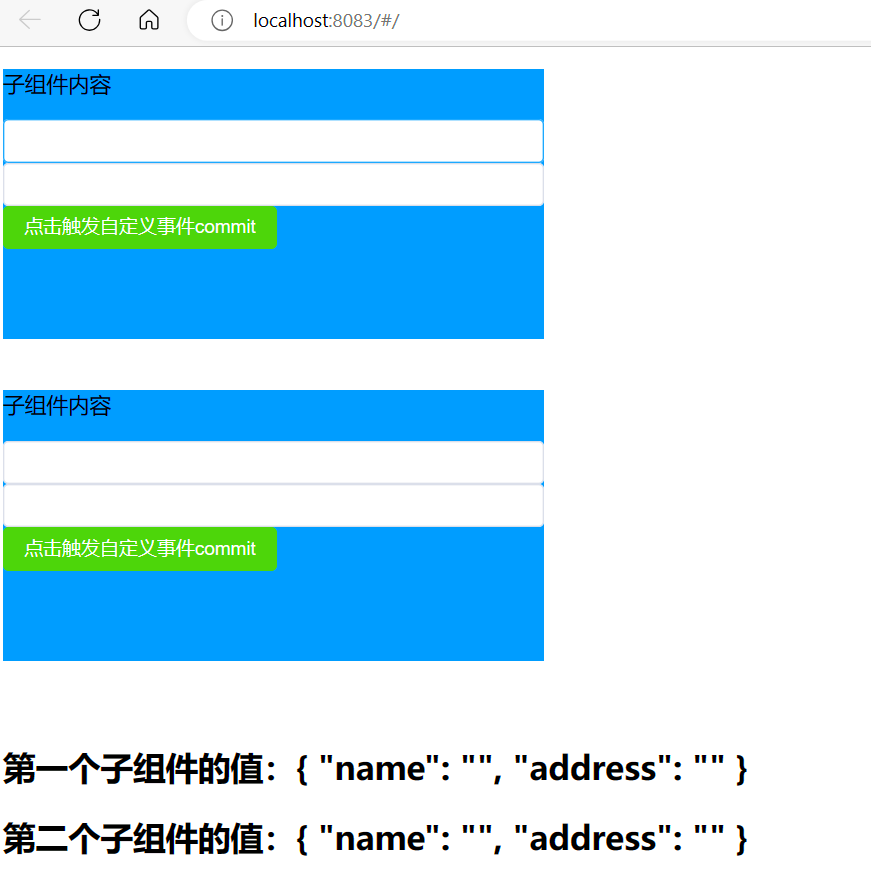 localhost:8083/#/
子组件内容
点击触发自定义事件commit
子组件内容
点击触发自定义事件commit
第一个子组件的值：{ "name": "", "address": "" }
第二个子组件的值：{ "name": "", "address": "" }